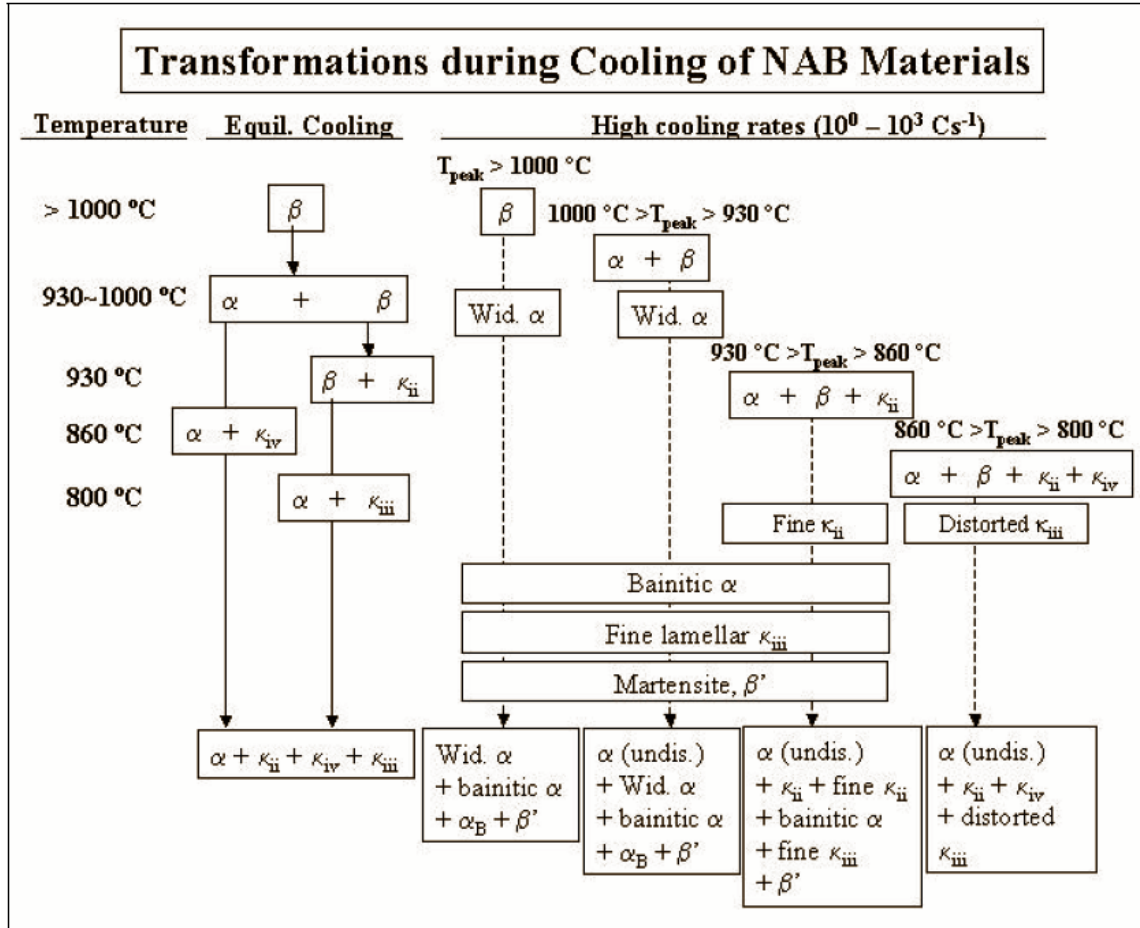 Transformations during Cooling of NAB Materials
Temperature
Equil. Cooling
High cooling rates (10⁰ – 10³ Cs⁻¹)
T_peak > 1000 °C
> 1000 ºC
β
β
1000 °C >T_peak > 930 °C
α + β
930~1000 ºC
α + β
Wid. α
Wid. α
930 °C >T_peak > 860 °C
930 ºC
β + κ_ii
α + β + κ_ii
860 ºC
α + κ_iv
860 °C >T_peak > 800 °C
α + β + κ_ii + κ_iv
800 ºC
α + κ_iii
Fine κ_ii
Distorted κ_iii
Bainitic α
Fine lamellar κ_iii
Martensite, β’
α + κ_ii + κ_iv + κ_iii
Wid. α
+ bainitic α
+ α_B + β’
α (undis.)
+ Wid. α
+ bainitic α
+ α_B + β’
α (undis.)
+ κ_ii + fine κ_ii
+ bainitic α
+ fine κ_iii
+ β’
α (undis.)
+ κ_ii + κ_iv
+ distorted
κ_iii